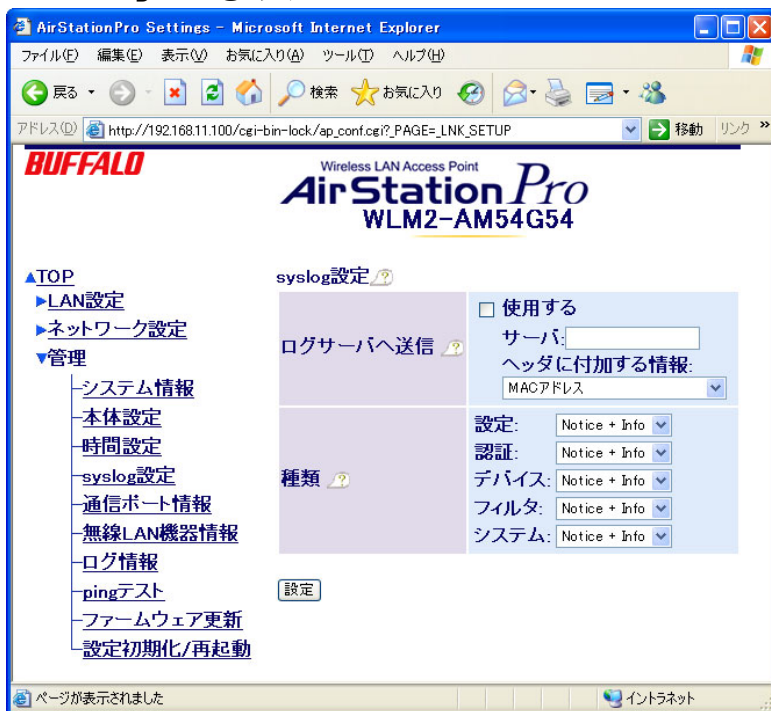 AirStationPro Settings - Microsoft Internet Explorer
ファイル(F) 編集(E) 表示(V) お気に入り(A) ツール(T) ヘルプ(H)
戻る 検索 お気に入り
アドレス(D) http://192.168.11.100/cgi-bin-lock/ap_conf.cgi?_PAGE=_LNK_SETUP 移動 リンク »
BUFFALO
Wireless LAN Access Point
AirStation Pro
WLM2-AM54G54
▲TOP
▶LAN設定
▶ネットワーク設定
▼管理
システム情報
本体設定
時間設定
syslog設定
通信ポート情報
無線LAN機器情報
ログ情報
pingテスト
ファームウェア更新
設定初期化/再起動
syslog設定 ?
ログサーバへ送信 ?
使用する
サーバ:
ヘッダに付加する情報:
MACアドレス
種類 ?
設定: Notice + Info
認証: Notice + Info
デバイス: Notice + Info
フィルタ: Notice + Info
システム: Notice + Info
設定
ページが表示されました イントラネット